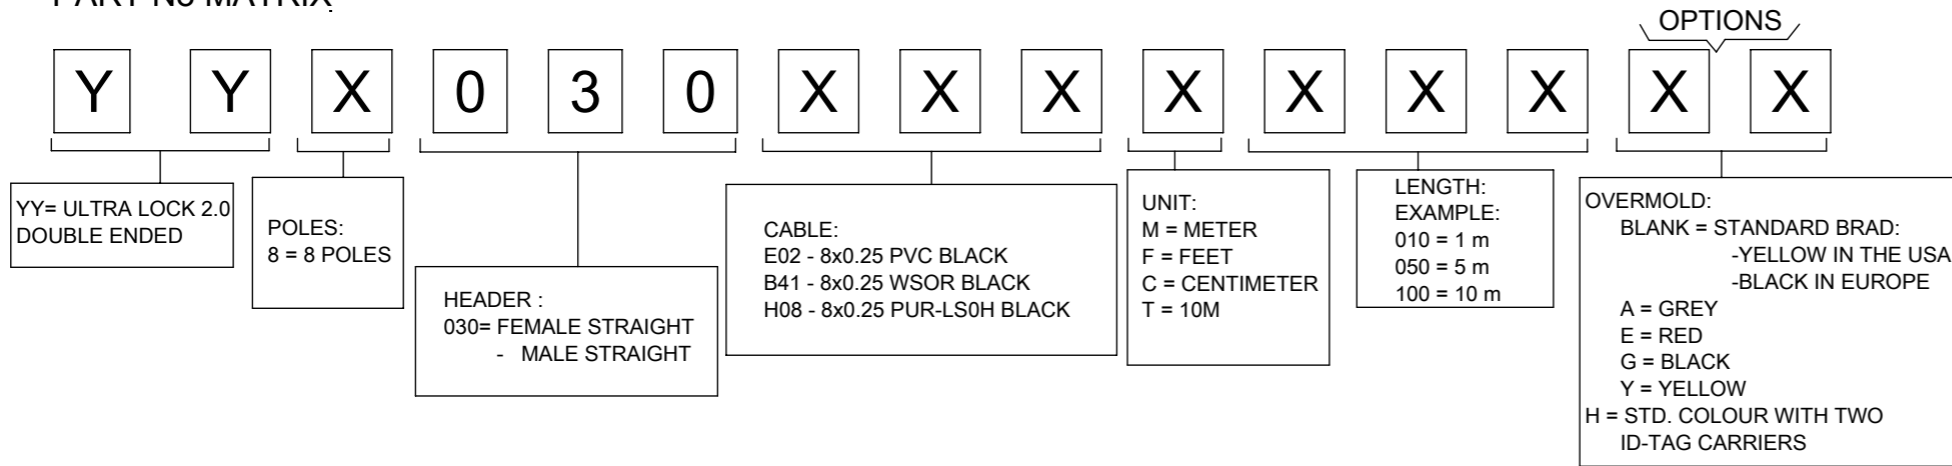 PART No MATRIX
OPTIONS
Y Y X 0 3 0 X X X X X X X X X
YY= ULTRA LOCK 2.0
DOUBLE ENDED
POLES:
8 = 8 POLES
HEADER :
030= FEMALE STRAIGHT
- MALE STRAIGHT
CABLE:
E02 - 8x0.25 PVC BLACK
B41 - 8x0.25 WSOR BLACK
H08 - 8x0.25 PUR-LS0H BLACK
UNIT:
M = METER
F = FEET
C = CENTIMETER
T = 10M
LENGTH:
EXAMPLE:
010 = 1 m
050 = 5 m
100 = 10 m
OVERMOLD:
BLANK = STANDARD BRAD:
-YELLOW IN THE USA
-BLACK IN EUROPE
A = GREY
E = RED
G = BLACK
Y = YELLOW
H = STD. COLOUR WITH TWO
ID-TAG CARRIERS